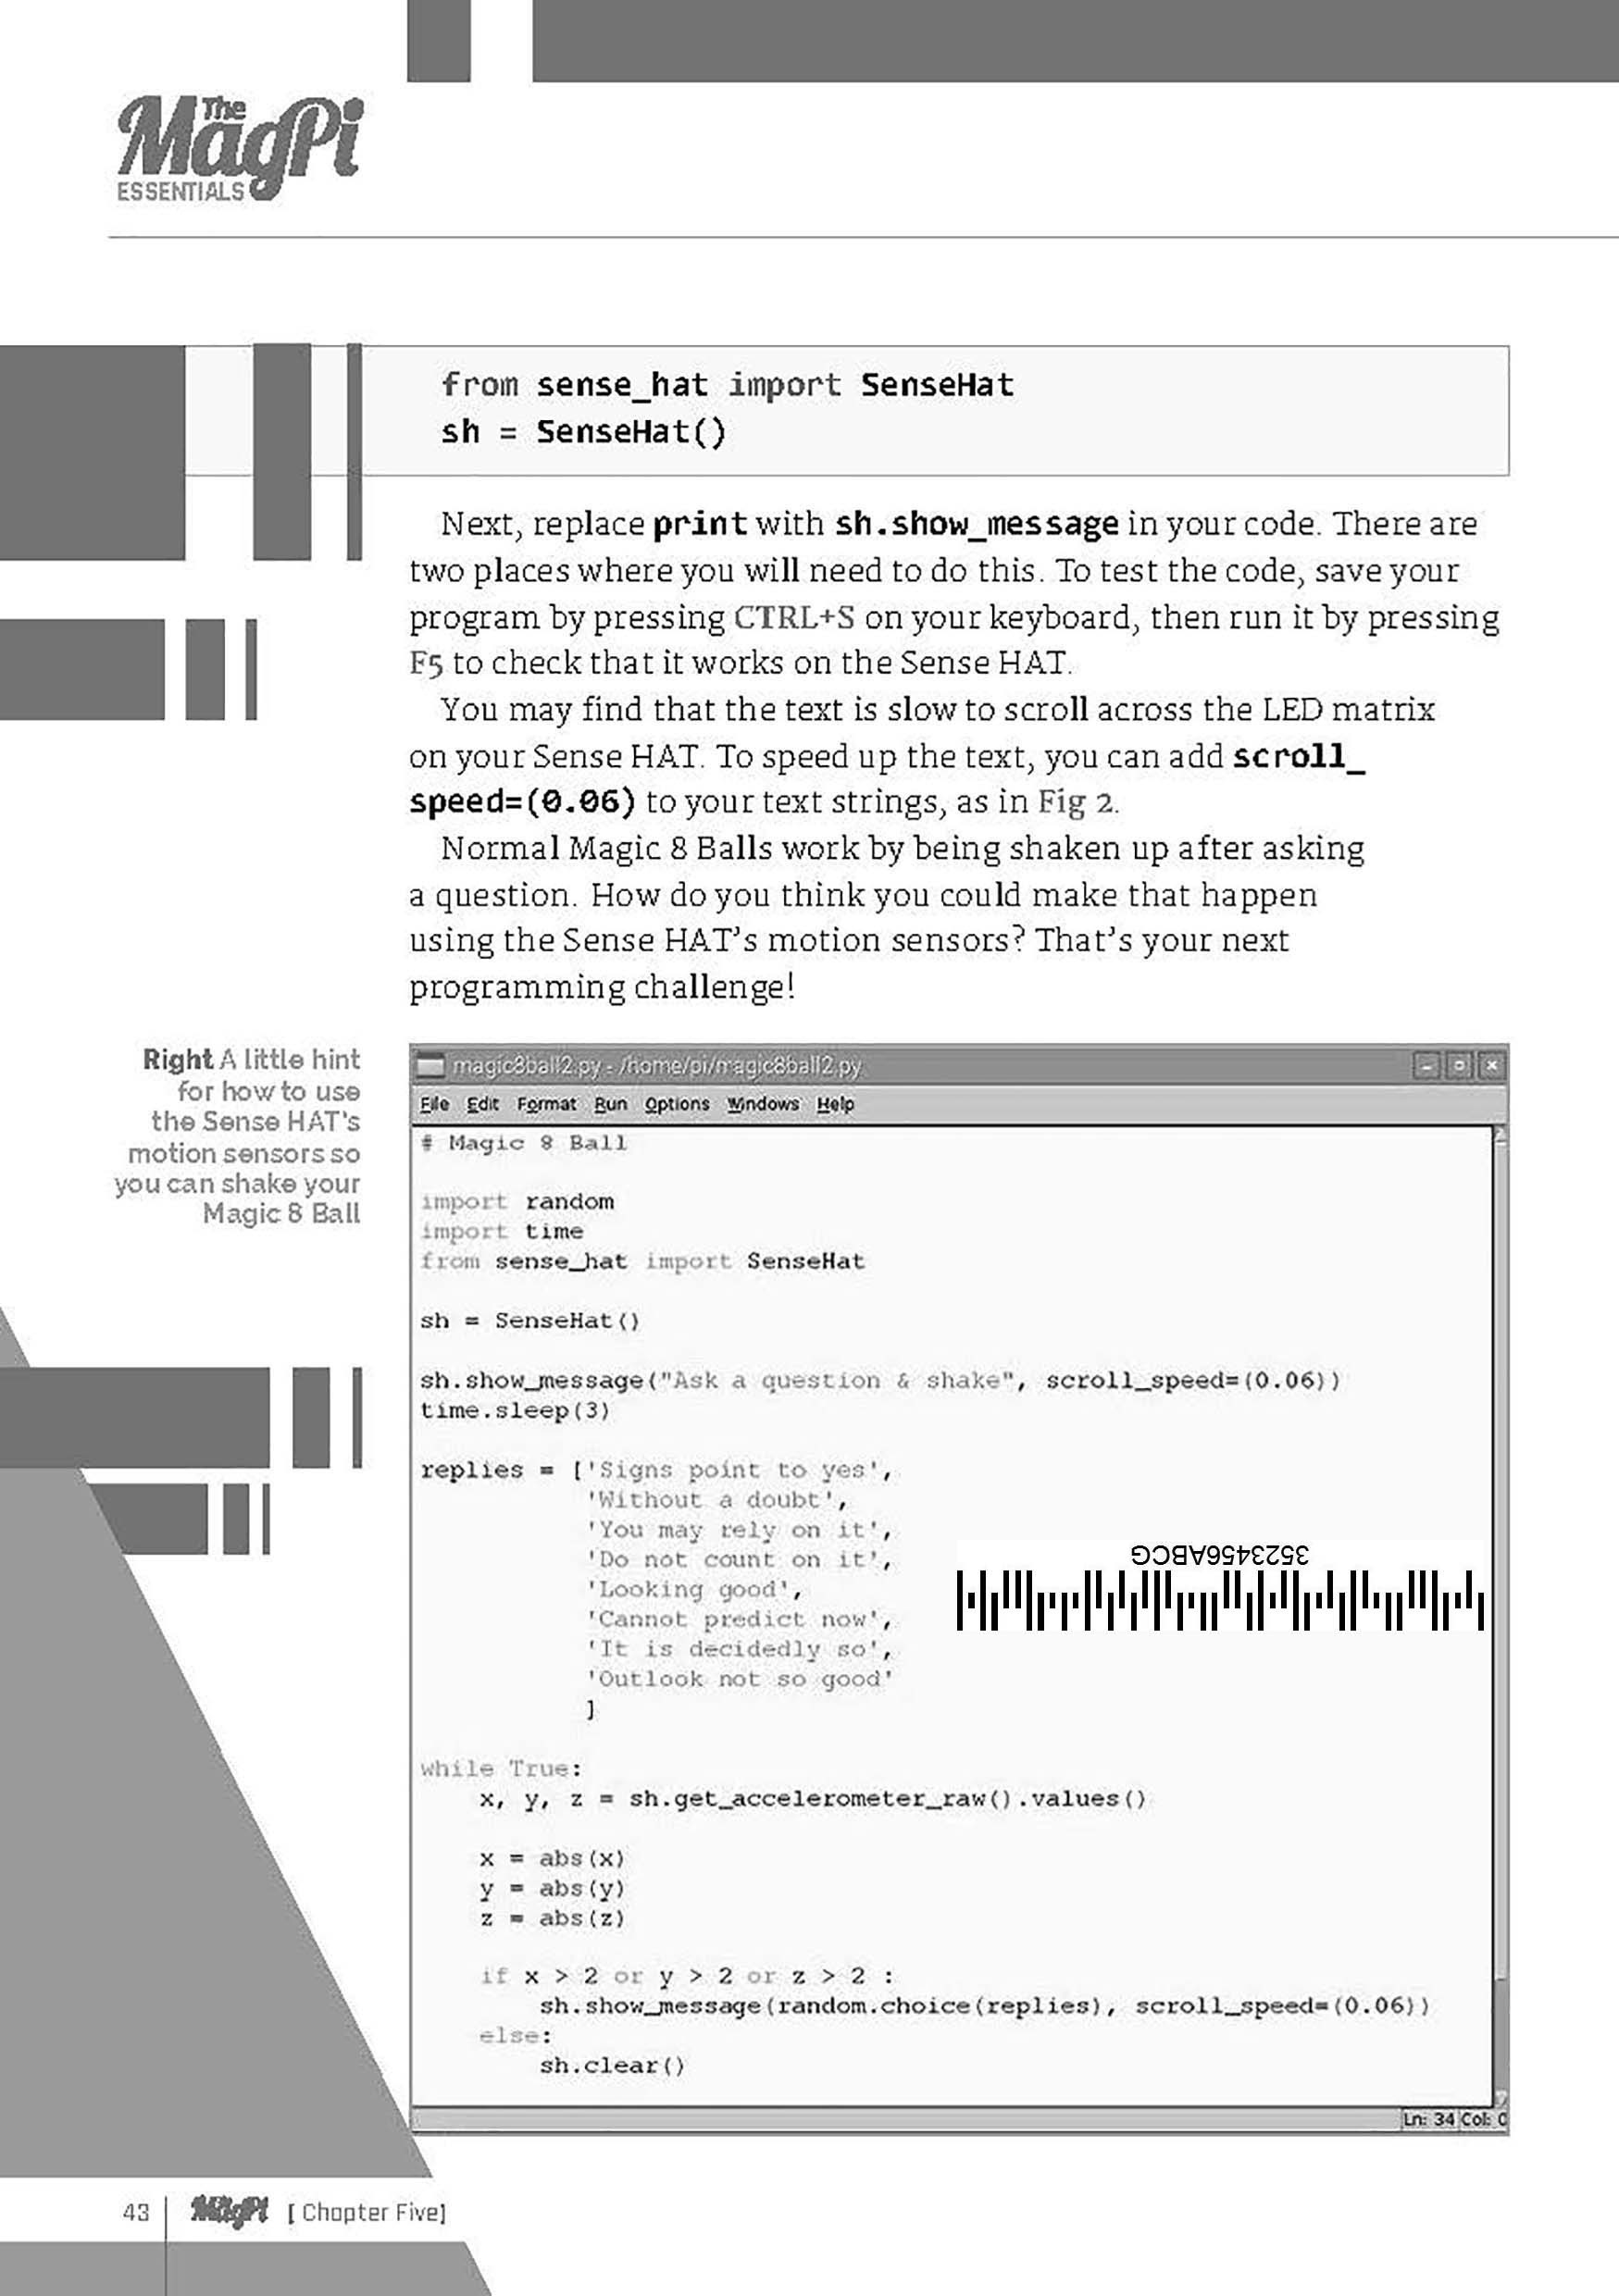 The
MagPi
ESSENTIALS
from sense_hat import SenseHat
sh = SenseHat()
Next, replace print with sh.show_message in your code. There are
two places where you will need to do this. To test the code, save your
program by pressing CTRL+S on your keyboard, then run it by pressing
F5 to check that it works on the Sense HAT.
You may find that the text is slow to scroll across the LED matrix
on your Sense HAT. To speed up the text, you can add scroll_
speed=(0.06) to your text strings, as in Fig 2.
Normal Magic 8 Balls work by being shaken up after asking
a question. How do you think you could make that happen
using the Sense HAT's motion sensors? That's your next
programming challenge!
Right A little hint
for how to use
the Sense HAT's
motion sensors so
you can shake your
Magic 8 Ball
magic8ball2.py - /home/pi/magic8ball2.py
File Edit Format Run Options Windows Help
# Magic 8 Ball
import random
import time
from sense_hat import SenseHat
sh = SenseHat()
sh.show_message("Ask a question & shake", scroll_speed=(0.06))
time.sleep(3)
replies = ['Signs point to yes',
'Without a doubt',
'You may rely on it',
'Do not count on it',
'Looking good',
'Cannot predict now',
'It is decidedly so',
'Outlook not so good'
]
3523456ABCG
while True:
x, y, z = sh.get_accelerometer_raw().values()
x = abs(x)
y = abs(y)
z = abs(z)
if x > 2 or y > 2 or z > 2 :
sh.show_message(random.choice(replies), scroll_speed=(0.06))
else:
sh.clear()
Ln: 34 Col: 0
43 MagPi [ Chapter Five]